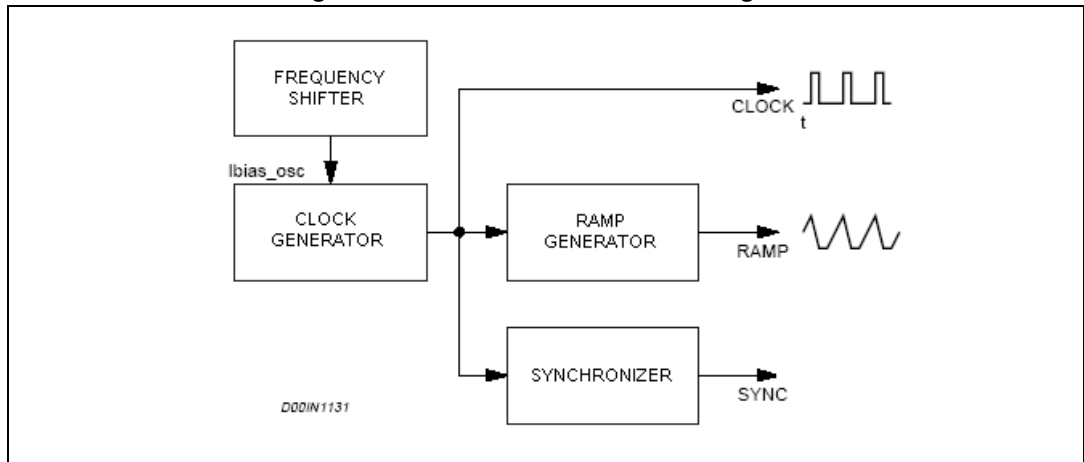 FREQUENCY
SHIFTER
CLOCK
t
Ibias_osc
CLOCK
GENERATOR
RAMP
GENERATOR
RAMP
SYNCHRONIZER
SYNC
D00IN1131